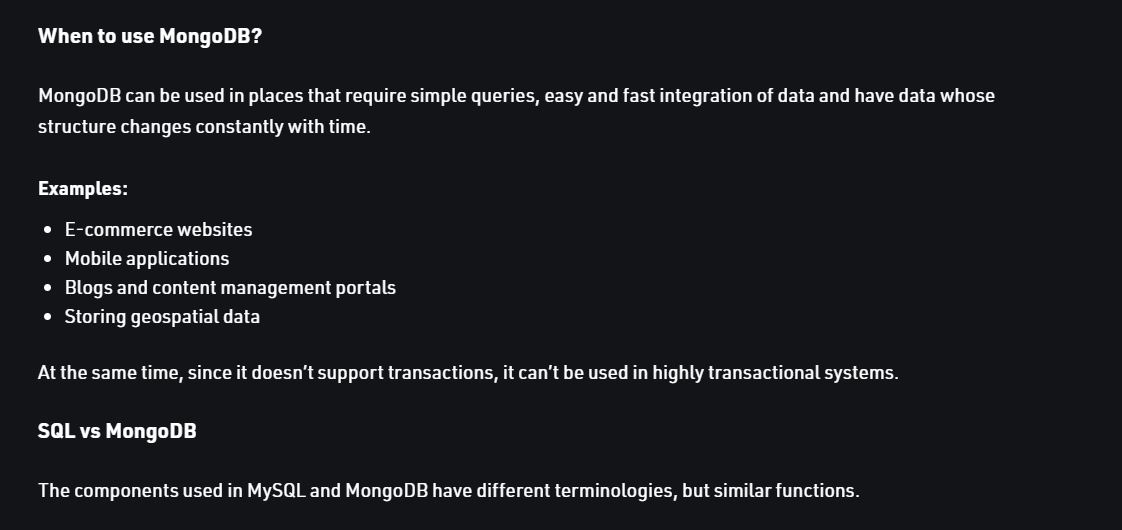 When to use MongoDB?
MongoDB can be used in places that require simple queries, easy and fast integration of data and have data whose
structure changes constantly with time.
Examples:
• E-commerce websites
• Mobile applications
• Blogs and content management portals
• Storing geospatial data
At the same time, since it doesn’t support transactions, it can’t be used in highly transactional systems.
SQL vs MongoDB
The components used in MySQL and MongoDB have different terminologies, but similar functions.